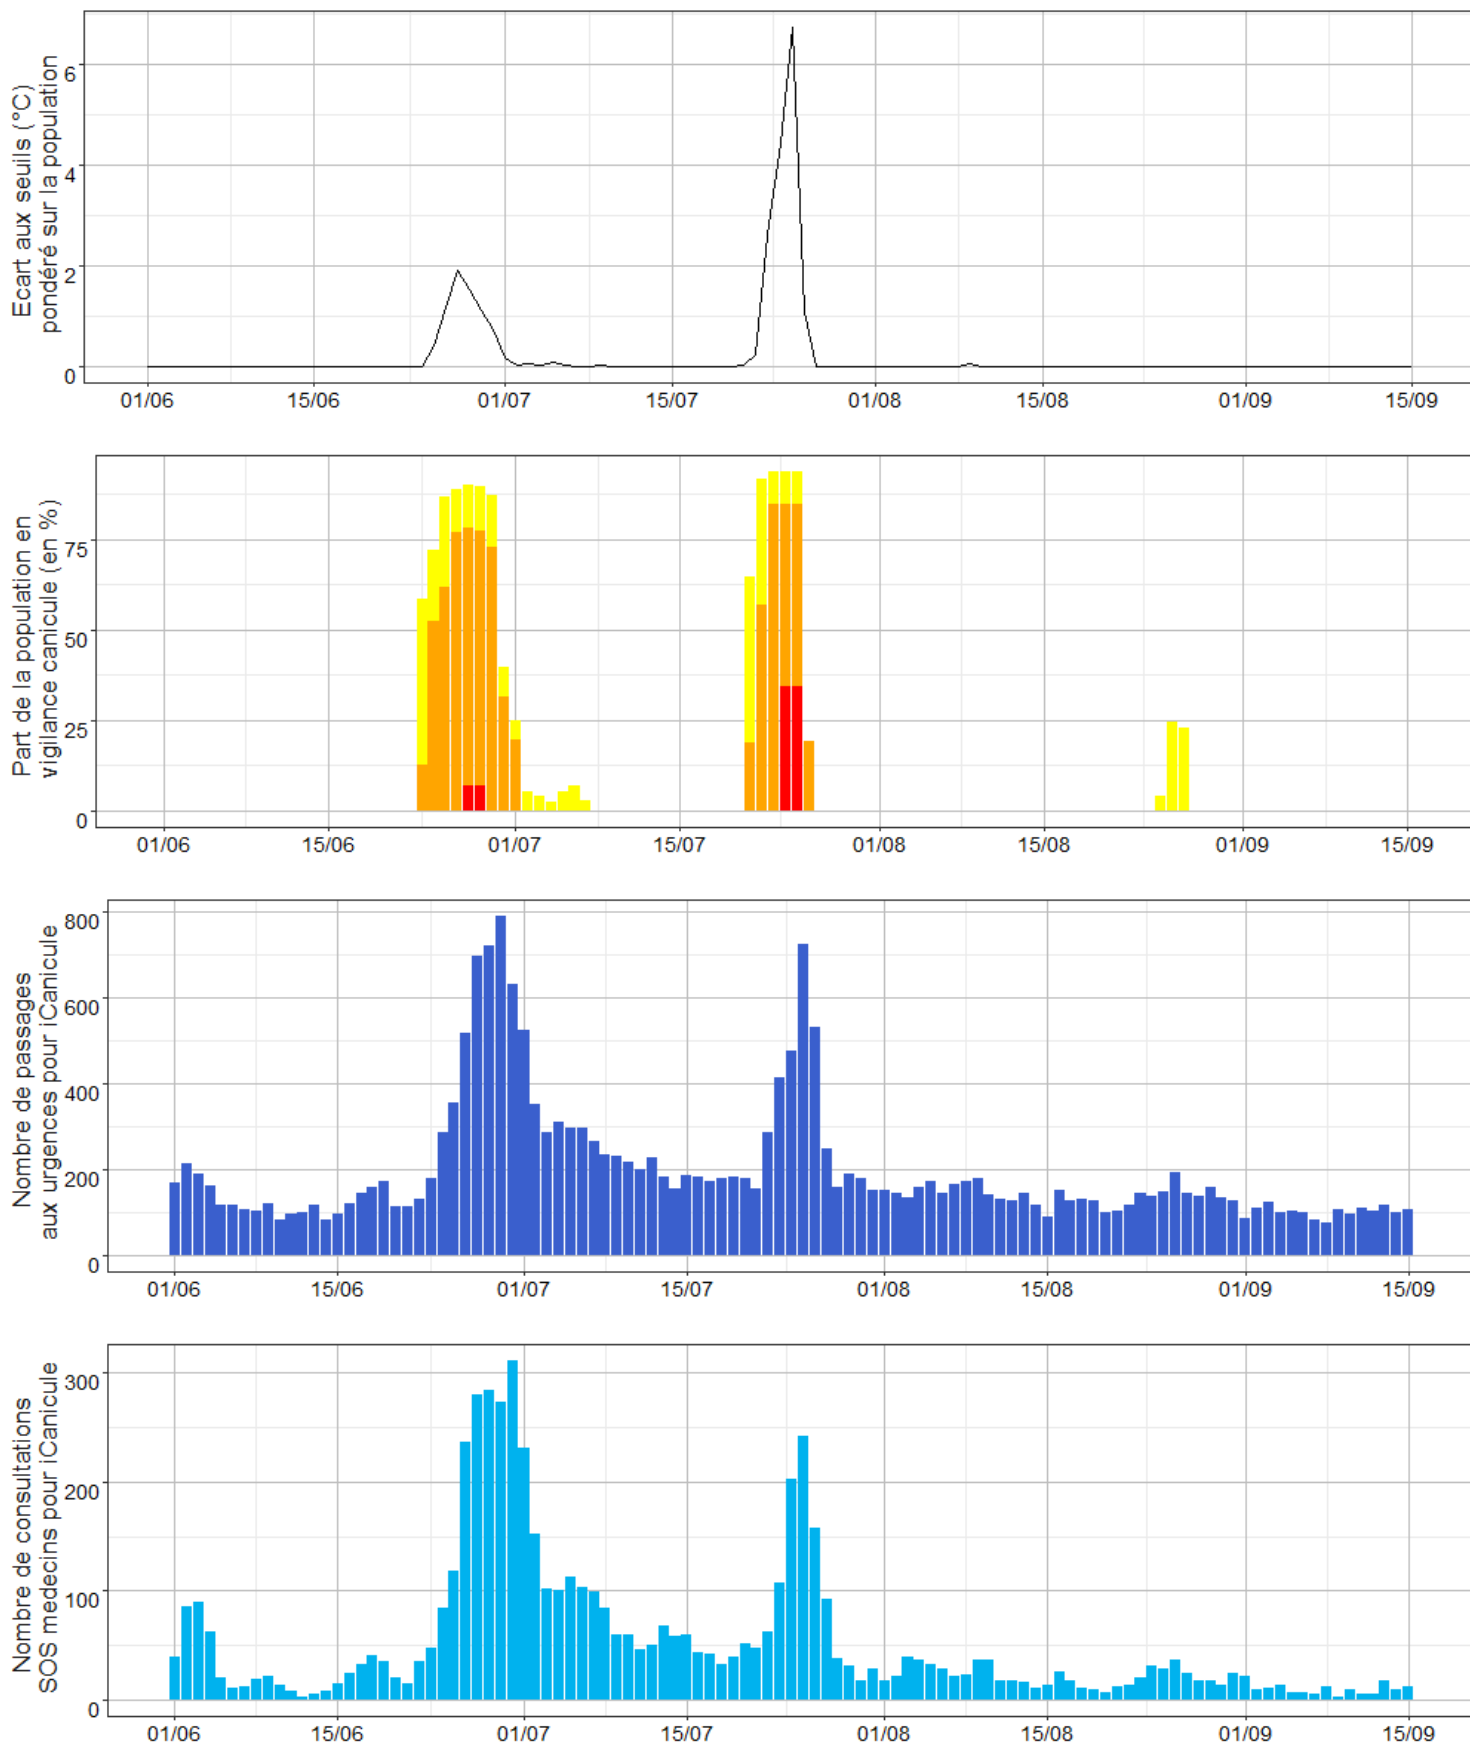 Ecart aux seuils (°C)
pondéré sur la population
6
4
2
0
01/06 15/06 01/07 15/07 01/08 15/08 01/09 15/09
Part de la population en
vigilance canicule (en %)
75
50
25
0
01/06 15/06 01/07 15/07 01/08 15/08 01/09 15/09
Nombre de passages
aux urgences pour iCanicule
800
600
400
200
0
01/06 15/06 01/07 15/07 01/08 15/08 01/09 15/09
Nombre de consultations
SOS medecins pour iCanicule
300
200
100
0
01/06 15/06 01/07 15/07 01/08 15/08 01/09 15/09